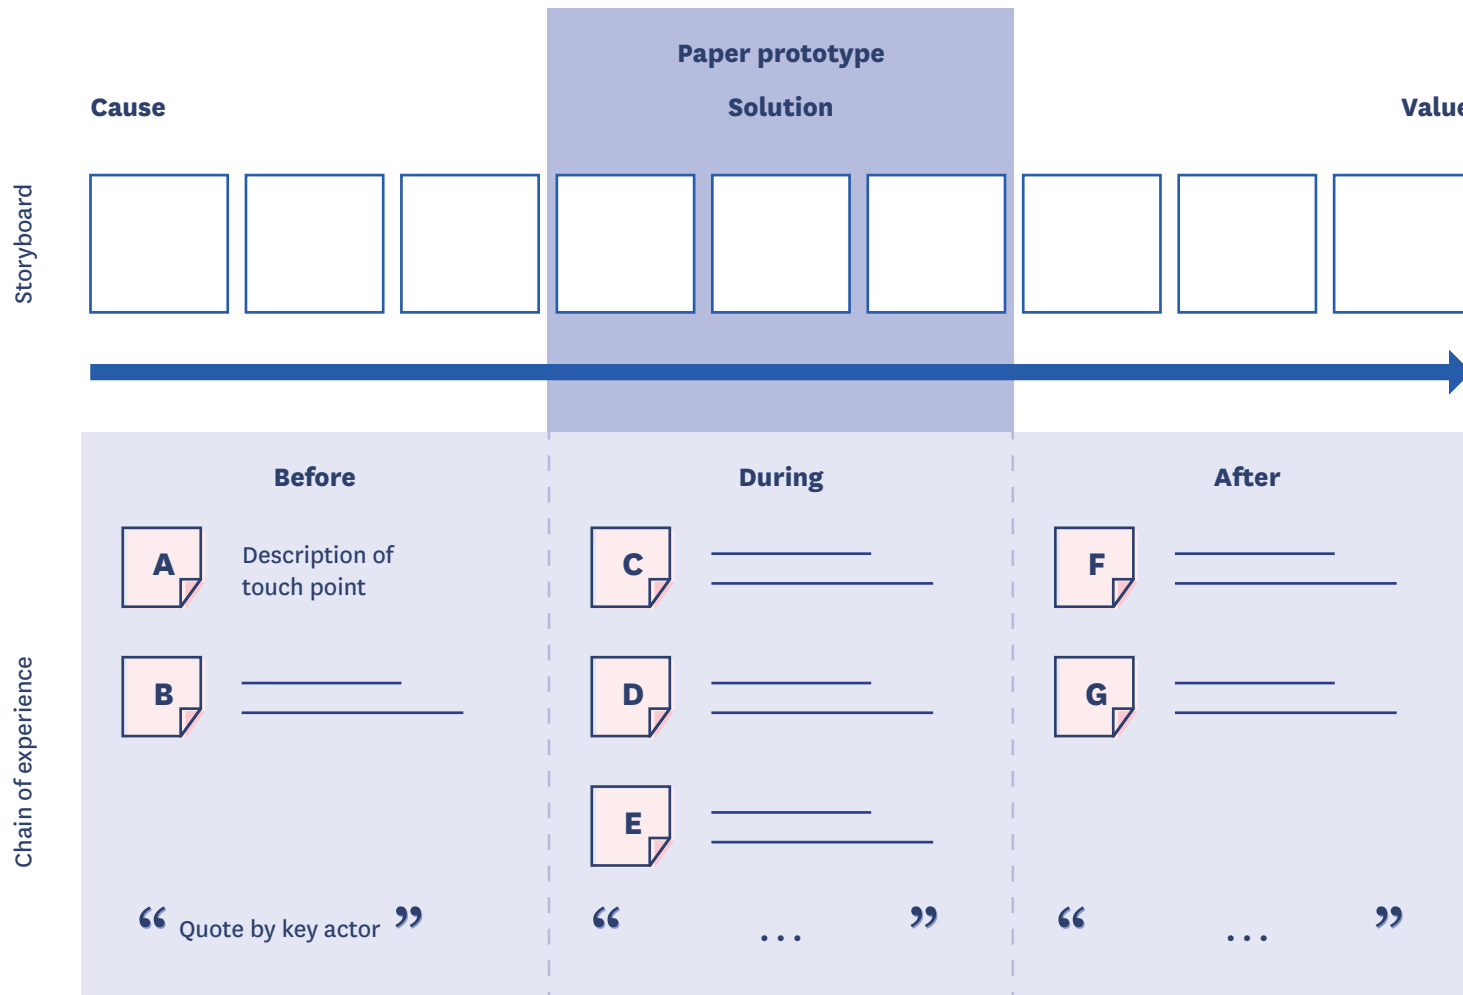 Paper prototype
Cause
Solution
Value
Storyboard
Before
During
After
A
Description of
touch point
C
F
B
D
G
E
Chain of experience
“ Quote by key actor ”
“ ... ”
“ ... ”